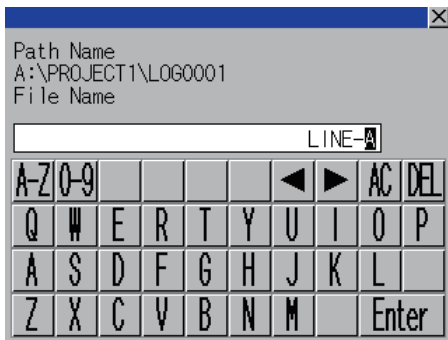 Path Name
A:\PROJECT1\LOG0001
File Name
LINE-A
A-Z 0-9 ◀ ▶ AC DEL
Q W E R T Y U I O P
A S D F G H J K L
Z X C V B N M Enter